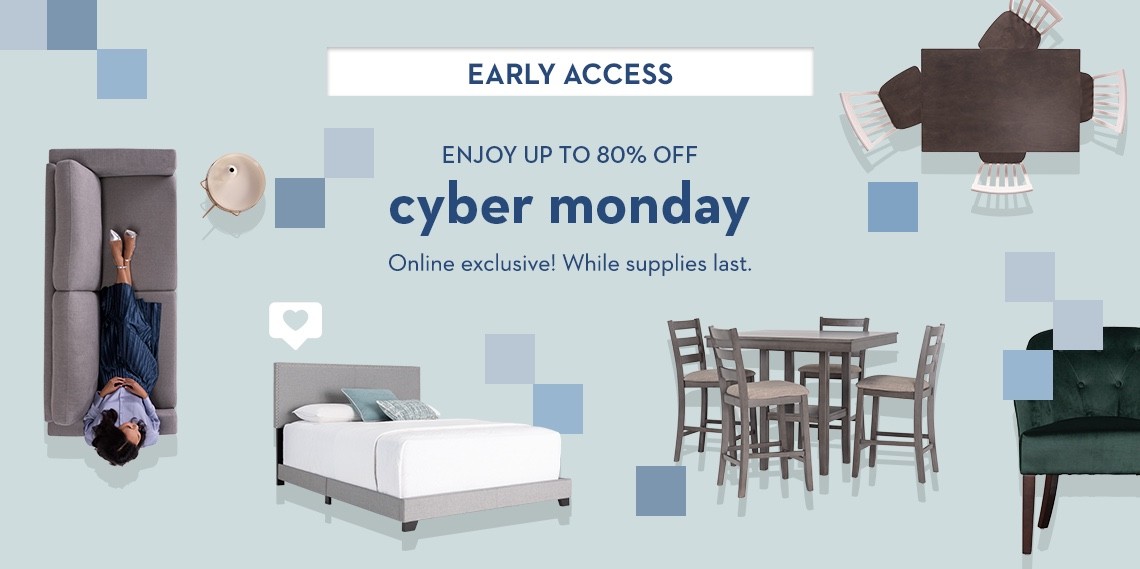 EARLY ACCESS
ENJOY UP TO 80% OFF
cyber monday
Online exclusive! While supplies last.